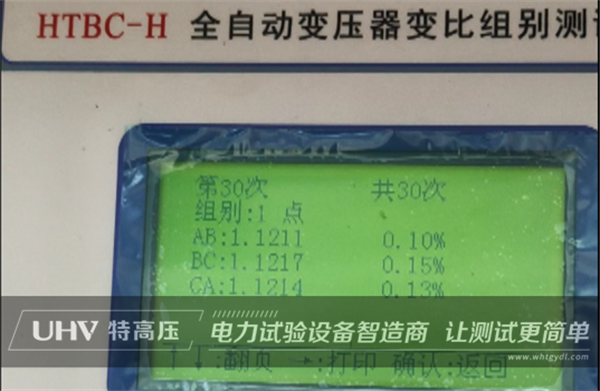 HTBC-H 全自动变压器变比组别测
第30次 共30次
组别:1 点
AB:1.1211 0.10%
BC:1.1217 0.15%
CA:1.1214 0.13%
UHV 特高压 电力试验设备智造商 让测试更简单
↑ ↓:翻页 →:打印 确认:返回
www.whtgydl.com